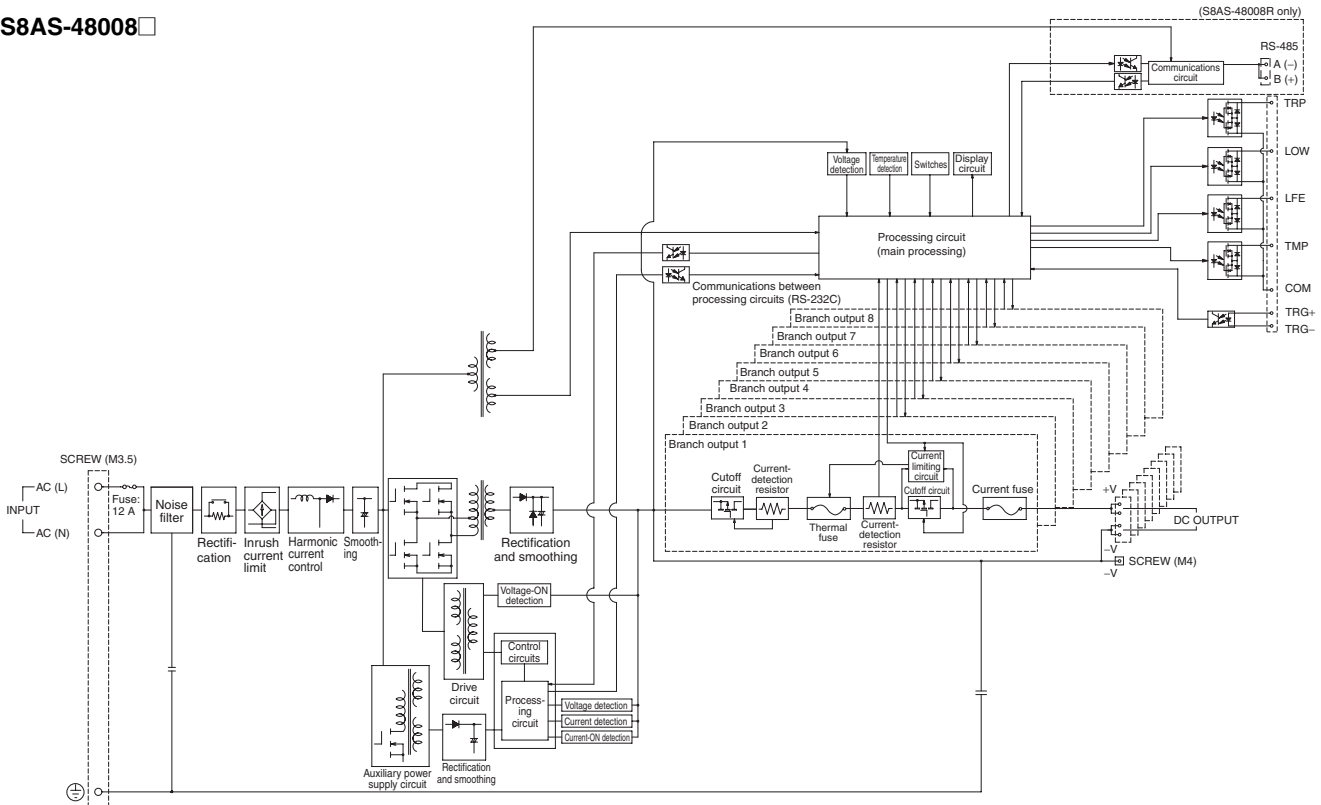 S8AS-48008□
(S8AS-48008R only)
RS-485
A (−)
B (+)
Communications
circuit
TRP
LOW
LFE
TMP
COM
TRG+
TRG−
Voltage
detection
Temperature
detection
Switches
Display
circuit
Processing circuit
(main processing)
Communications between
processing circuits (RS-232C)
Branch output 8
Branch output 7
Branch output 6
Branch output 5
Branch output 4
Branch output 3
Branch output 2
Branch output 1
Cutoff
circuit
Current-
detection
resistor
Thermal
fuse
Current-
detection
resistor
Current
limiting
circuit
Cutoff circuit
Current fuse
+V
DC OUTPUT
−V
SCREW (M4)
−V
SCREW (M3.5)
INPUT
AC (L)
AC (N)
Fuse:
12 A
Noise
filter
Rectifi-
cation
Inrush
current
limit
Harmonic
current
control
Smooth-
ing
Rectification
and smoothing
Voltage-ON
detection
Drive
circuit
Control
circuits
Process-
ing
circuit
Voltage detection
Current detection
Current-ON detection
Auxiliary power
supply circuit
Rectification
and smoothing